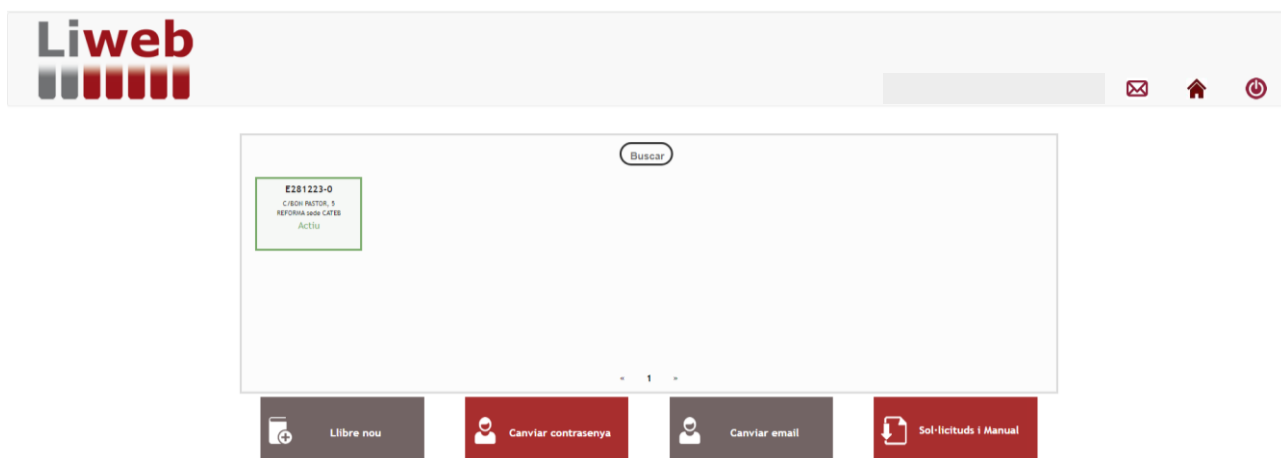 Liweb
Buscar
E281223-0
C/BON PASTOR, 5
REFORMA sede CATEB
Actiu
« 1 »
Llibre nou
Canviar contrasenya
Canviar email
Sol·licituds i Manual